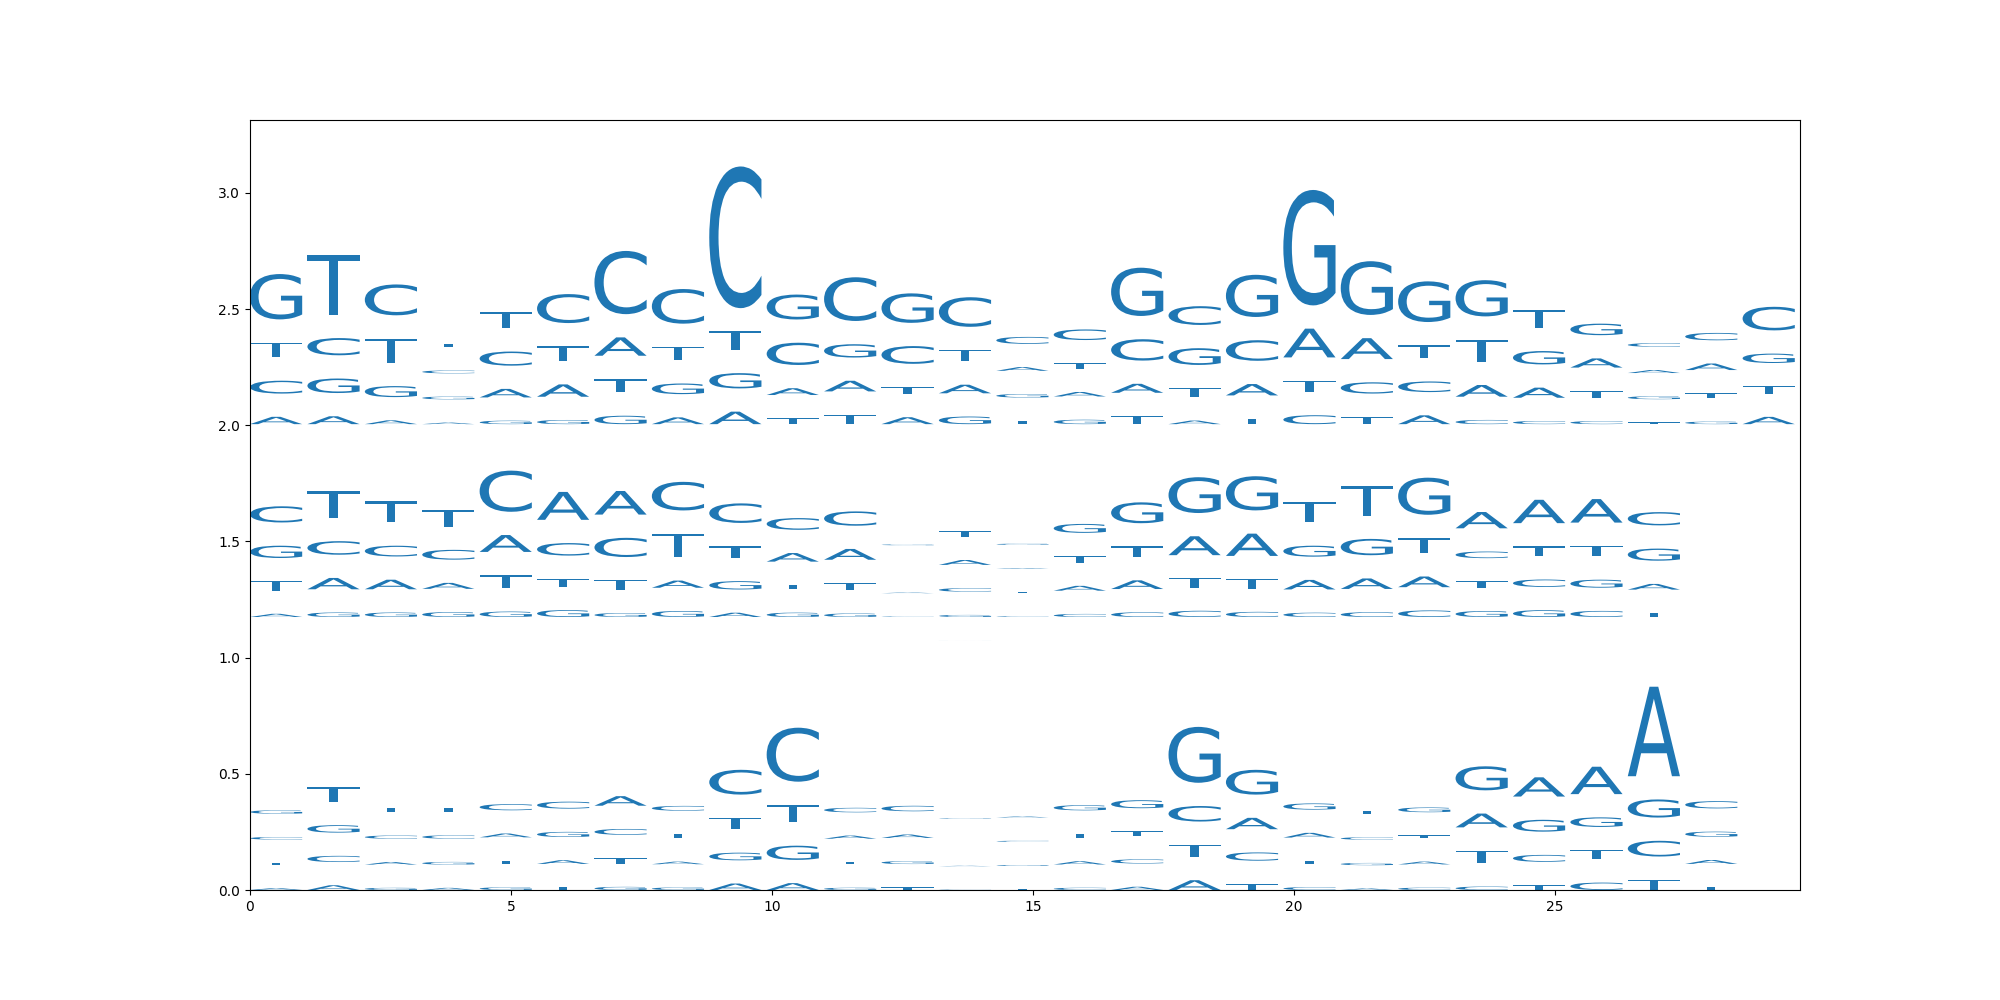 3.0
2.5
2.0
1.5
1.0
0.5
0.0
G T C T T C C C C G C G C C C G C G G G G G T G C C C
T C T C C T A T T C G C T A T C G C A A T T G A A A G
C G G G A A T G G A A T A G A A T A T C C A A T G T T
A A A A G G G A A T T A G T G T A T C T A C C C T G A
C T T T C A A C C C C T G G G G T T G A A A C
G C C C A C C T T A A A T T A A G G T C T T G
T A A A T T T A G T T C T A A T T A A A T C G A
A G G G G G G G A G G G C C C C C C C G G C T
G T T T C C A C C C C C G G G G G T G G A A A C
C G C C A G C T T T A A T T C A A C T A G G G G
T C A G T A T A G G T G A C T C T G A T C T C A
A A G A G T G G A A G T T C A A T C A C C T C T T
0 5 10 15 20 25